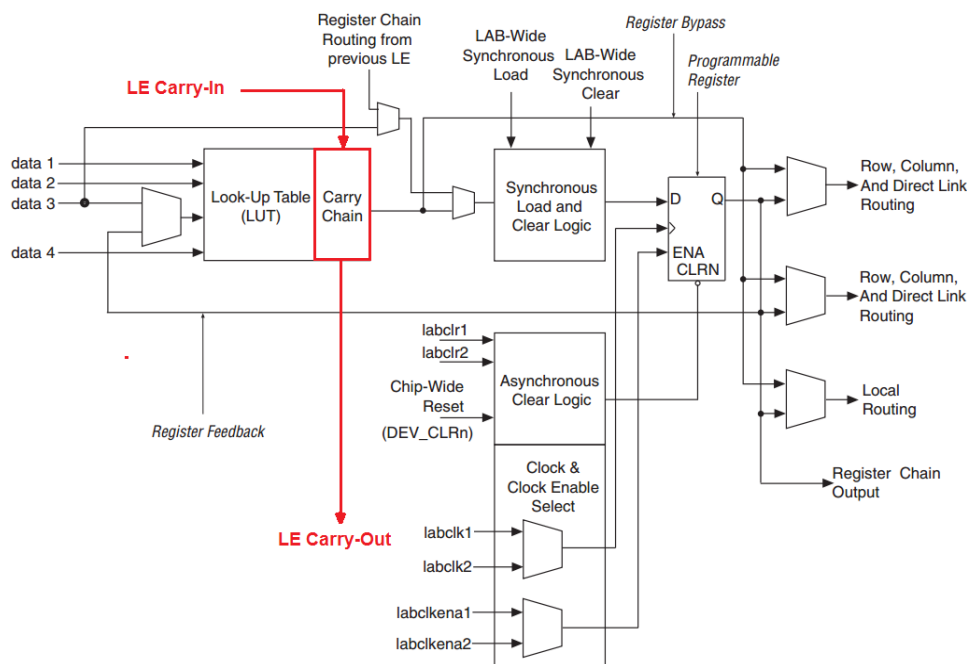 Register Chain
Routing from
previous LE
LAB-Wide
Synchronous
Load
LAB-Wide
Synchronous
Clear
Register Bypass
Programmable
Register
LE Carry-In
data 1
data 2
data 3
data 4
Look-Up Table
(LUT)
Carry
Chain
Synchronous
Load and
Clear Logic
D
Q
ENA
CLRN
Row, Column,
And Direct Link
Routing
Row, Column,
And Direct Link
Routing
Local
Routing
Register Chain
Output
Register Feedback
labclr1
labclr2
Chip-Wide
Reset
(DEV_CLRn)
Asynchronous
Clear Logic
Clock &
Clock Enable
Select
LE Carry-Out
labclk1
labclk2
labclkena1
labclkena2